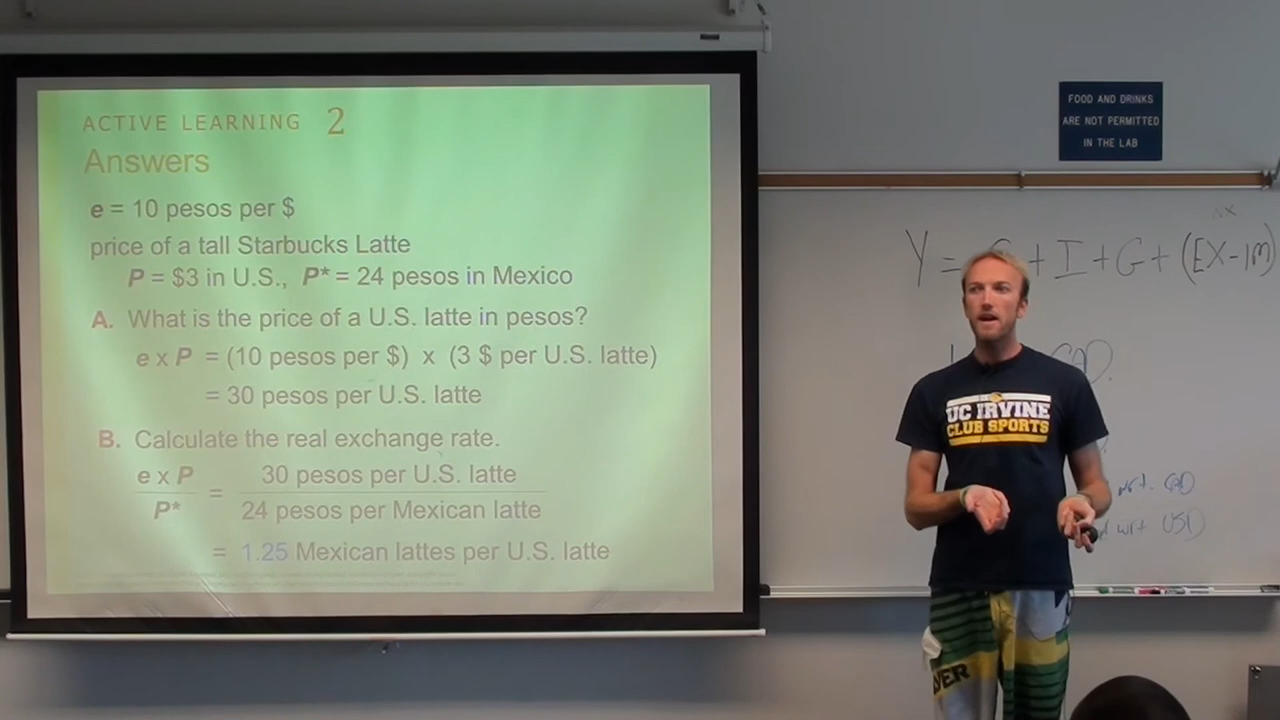 ACTIVE LEARNING 2
Answers
e = 10 pesos per $
price of a tall Starbucks Latte
P = $3 in U.S., P* = 24 pesos in Mexico
A. What is the price of a U.S. latte in pesos?
e x P = (10 pesos per $) x (3 $ per U.S. latte)
= 30 pesos per U.S. latte
B. Calculate the real exchange rate.
e x P = 30 pesos per U.S. latte
P* 24 pesos per Mexican latte
= 1.25 Mexican lattes per U.S. latte
FOOD AND DRINKS
ARE NOT PERMITTED
IN THE LAB
Y = + I + G + (EX-IM)
UC IRVINE
CLUB SPORTS
wrt USD